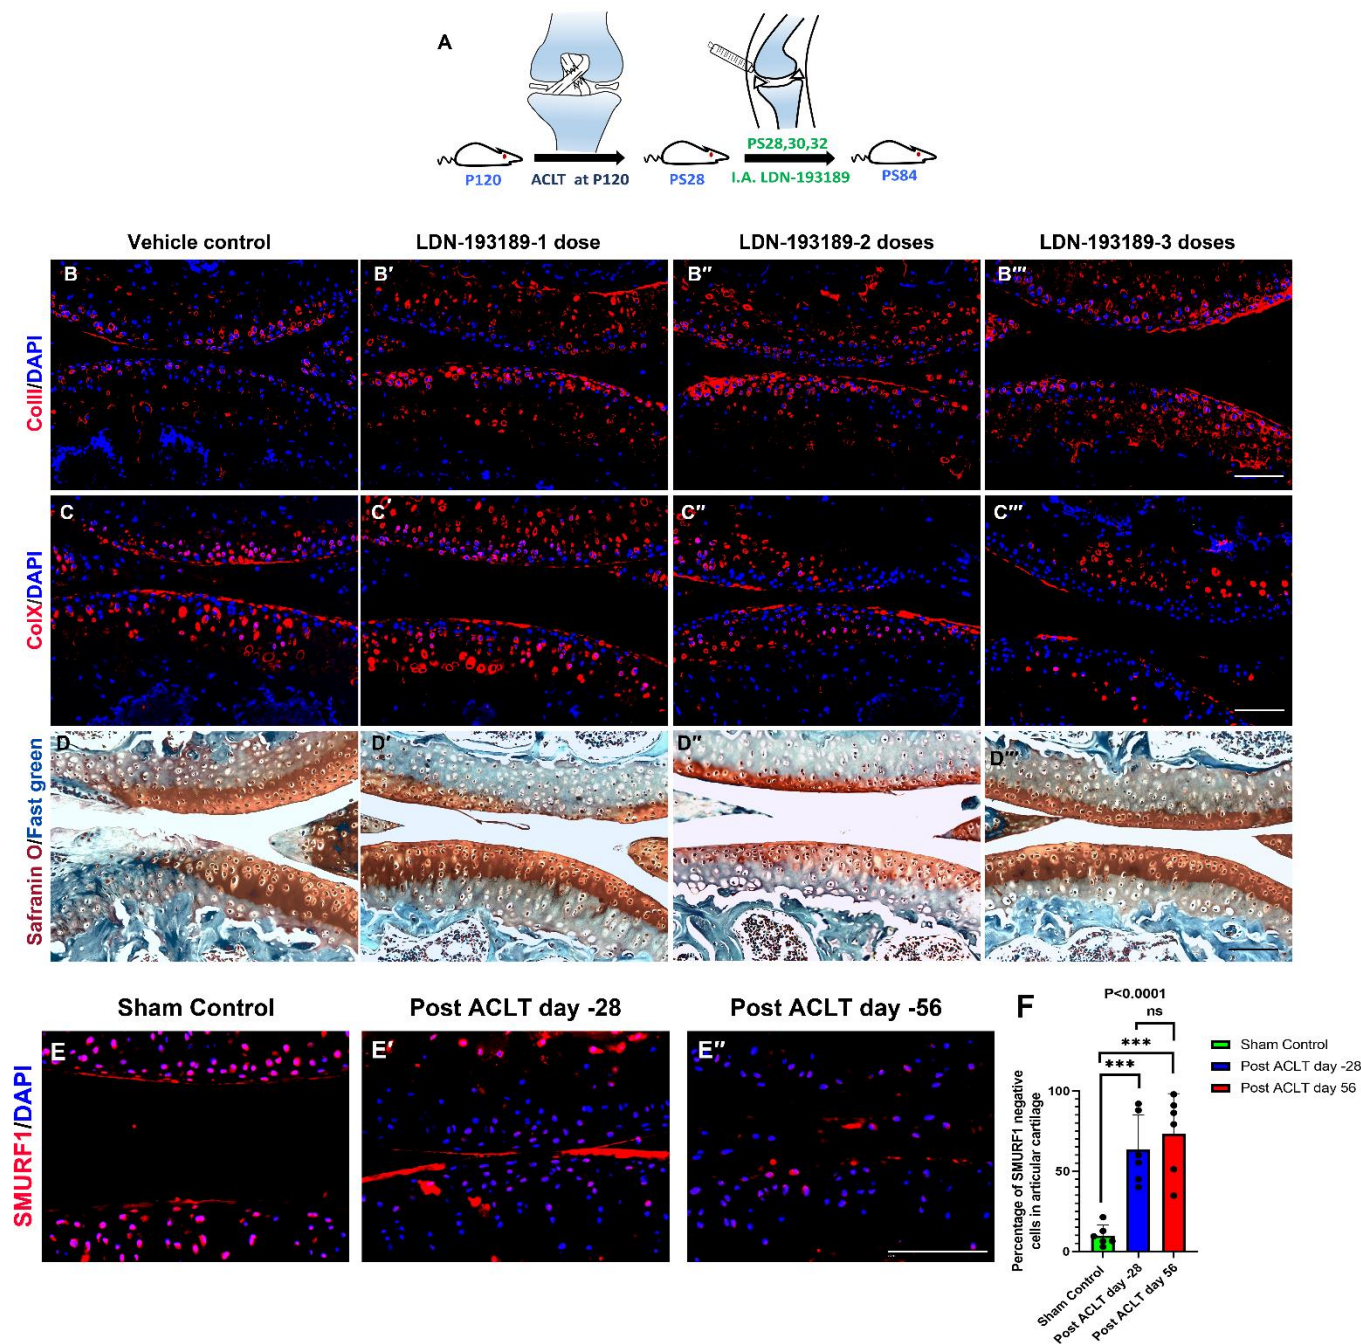 A
PS28,30,32
P120
ACLT at P120
PS28
I.A. LDN-193189
PS84
Vehicle control
LDN-193189-1 dose
LDN-193189-2 doses
LDN-193189-3 doses
ColII/DAPI
B
B′
B″
B‴
ColX/DAPI
C
C′
C″
C‴
Safranin O/Fast green
D
D′
D″
D‴
Sham Control
Post ACLT day -28
Post ACLT day -56
SMURF1/DAPI
E
E′
E″
F
P<0.0001
ns
***
***
Sham Control
Post ACLT day -28
Post ACLT day 56
Percentage of SMURF1 negative
cells in articular cartilage
100
50
0
Sham Control
Post ACLT day -28
Post ACLT day 56